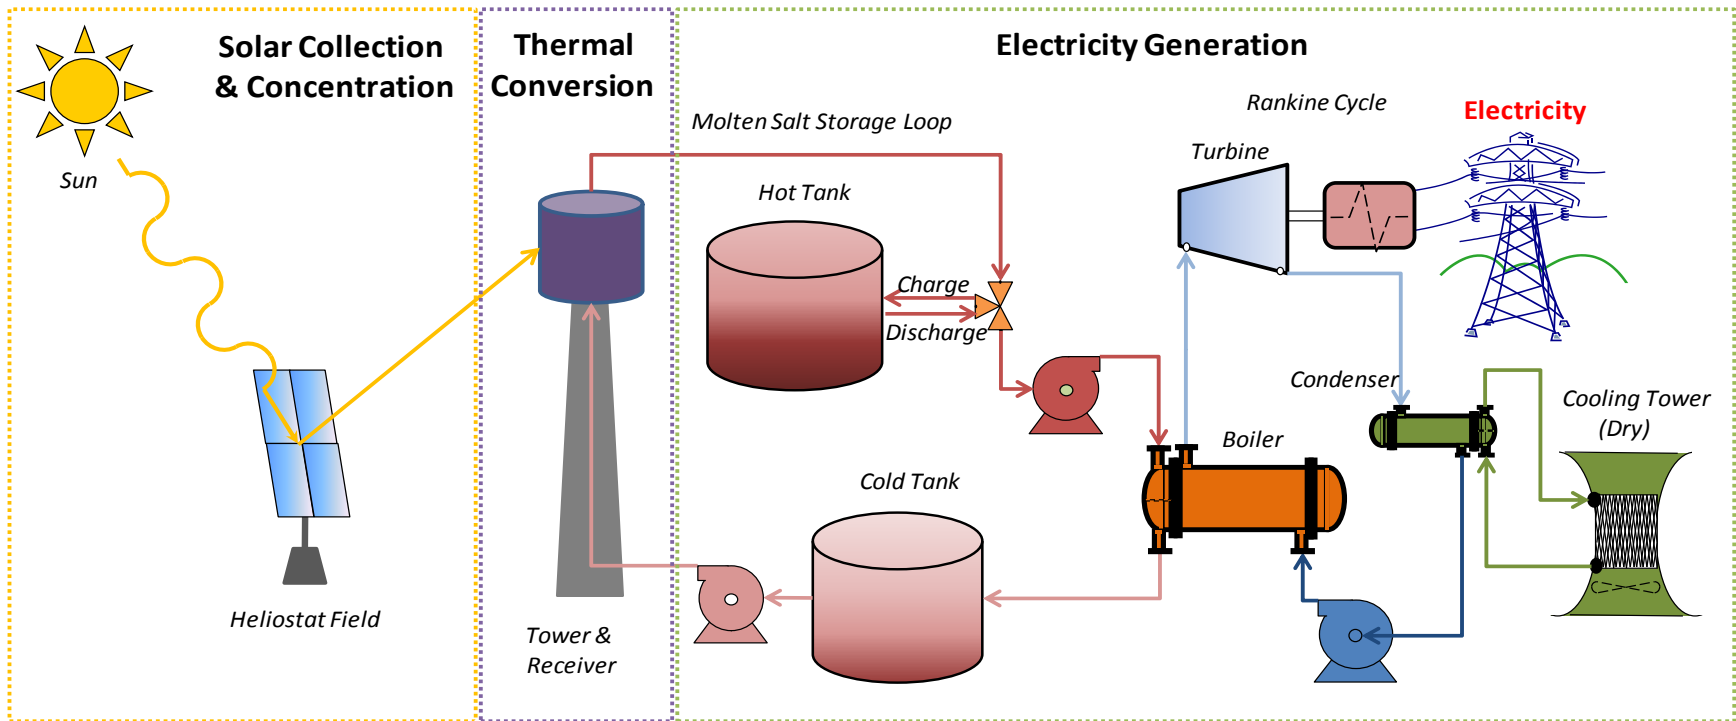 Solar Collection
& Concentration
Sun
Heliostat Field
Thermal
Conversion
Tower &
Receiver
Electricity Generation
Molten Salt Storage Loop
Hot Tank
Charge
Discharge
Cold Tank
Rankine Cycle
Turbine
Electricity
Condenser
Boiler
Cooling Tower
(Dry)